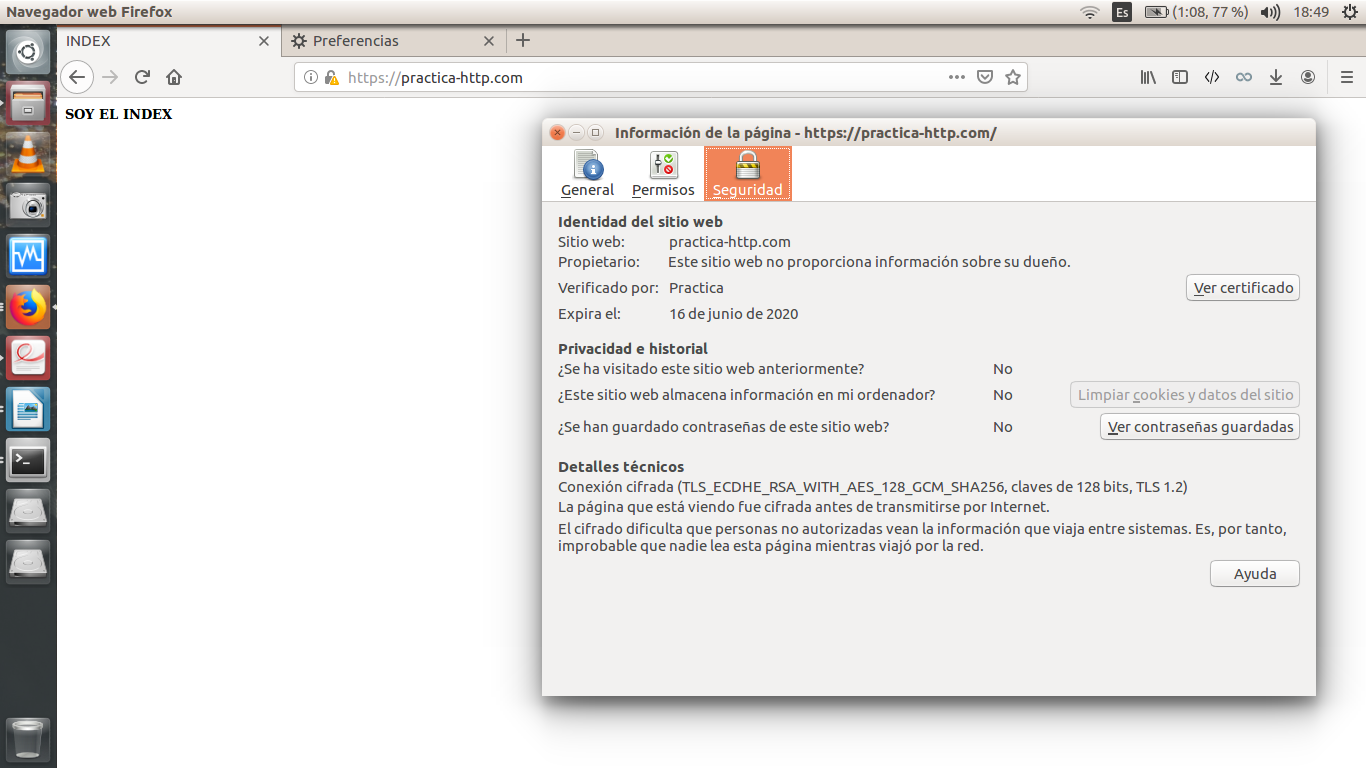 Navegador web Firefox
Es (1:08, 77 %) 18:49
INDEX Preferencias
https://practica-http.com
SOY EL INDEX
Información de la página - https://practica-http.com/
General Permisos Seguridad
Identidad del sitio web
Sitio web: practica-http.com
Propietario: Este sitio web no proporciona información sobre su dueño.
Verificado por: Practica Ver certificado
Expira el: 16 de junio de 2020
Privacidad e historial
¿Se ha visitado este sitio web anteriormente? No
¿Este sitio web almacena información en mi ordenador? No Limpiar cookies y datos del sitio
¿Se han guardado contraseñas de este sitio web? No Ver contraseñas guardadas
Detalles técnicos
Conexión cifrada (TLS_ECDHE_RSA_WITH_AES_128_GCM_SHA256, claves de 128 bits, TLS 1.2)
La página que está viendo fue cifrada antes de transmitirse por Internet.
El cifrado dificulta que personas no autorizadas vean la información que viaja entre sistemas. Es, por tanto,
improbable que nadie lea esta página mientras viajó por la red.
Ayuda